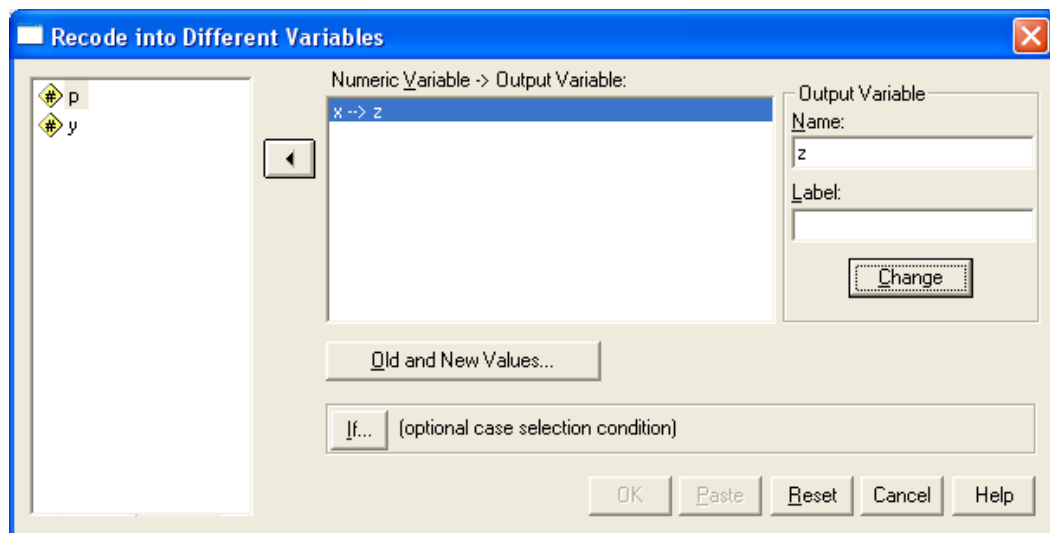 Recode into Different Variables
p
y
Numeric Variable -> Output Variable:
x --> z
Output Variable
Name:
z
Label:
Change
Old and New Values...
If...
(optional case selection condition)
OK
Paste
Reset
Cancel
Help